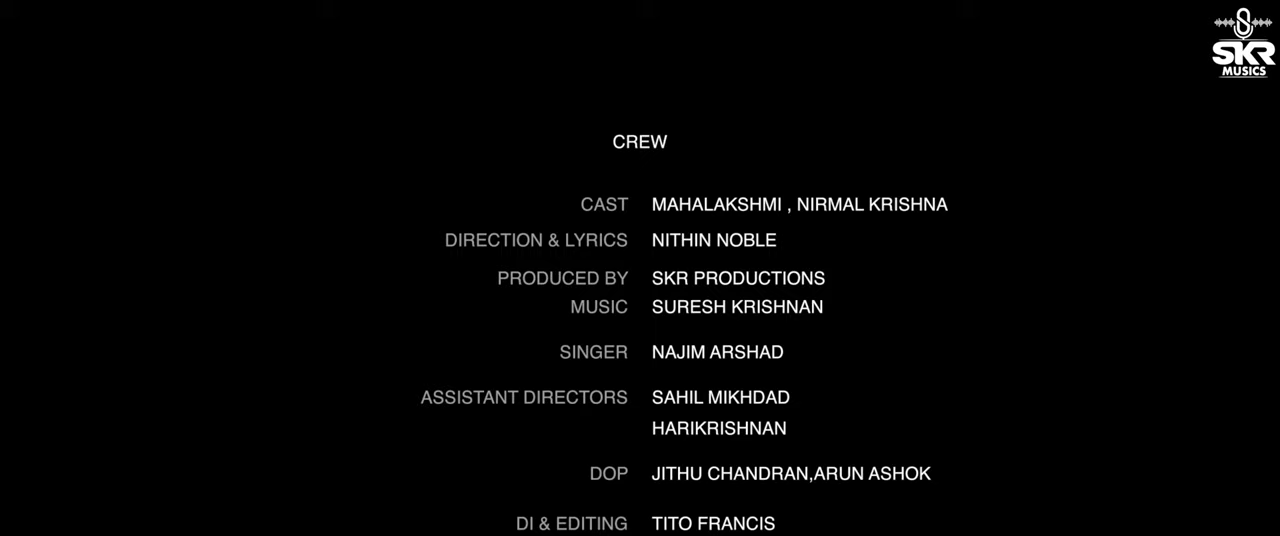 SKR
MUSICS
CREW
CAST MAHALAKSHMI , NIRMAL KRISHNA
DIRECTION & LYRICS NITHIN NOBLE
PRODUCED BY SKR PRODUCTIONS
MUSIC SURESH KRISHNAN
SINGER NAJIM ARSHAD
ASSISTANT DIRECTORS SAHIL MIKHDAD
HARIKRISHNAN
DOP JITHU CHANDRAN,ARUN ASHOK
DI & EDITING TITO FRANCIS